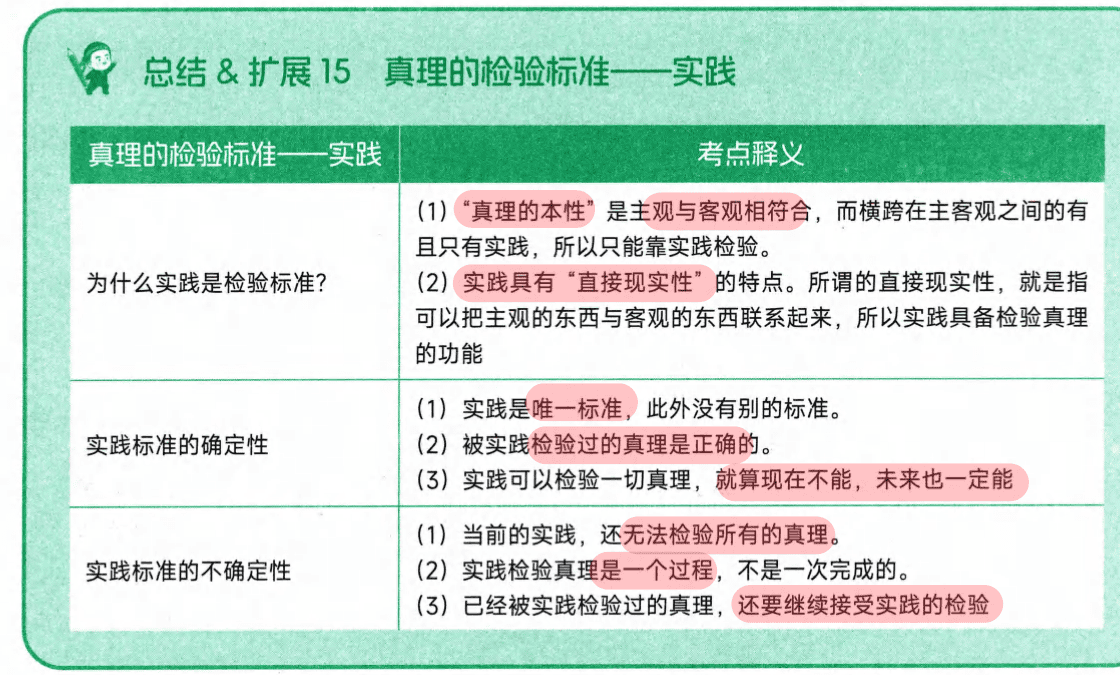 总结 & 扩展 15 真理的检验标准——实践
真理的检验标准——实践
考点释义
为什么实践是检验标准？
（1）“真理的本性”是主观与客观相符合，而横跨在主客观之间的有
且只有实践，所以只能靠实践检验。
（2）实践具有“直接现实性”的特点。所谓的直接现实性，就是指
可以把主观的东西与客观的东西联系起来，所以实践具备检验真理
的功能
实践标准的确定性
（1）实践是唯一标准，此外没有别的标准。
（2）被实践检验过的真理是正确的。
（3）实践可以检验一切真理，就算现在不能，未来也一定能
实践标准的不确定性
（1）当前的实践，还无法检验所有的真理。
（2）实践检验真理是一个过程，不是一次完成的。
（3）已经被实践检验过的真理，还要继续接受实践的检验